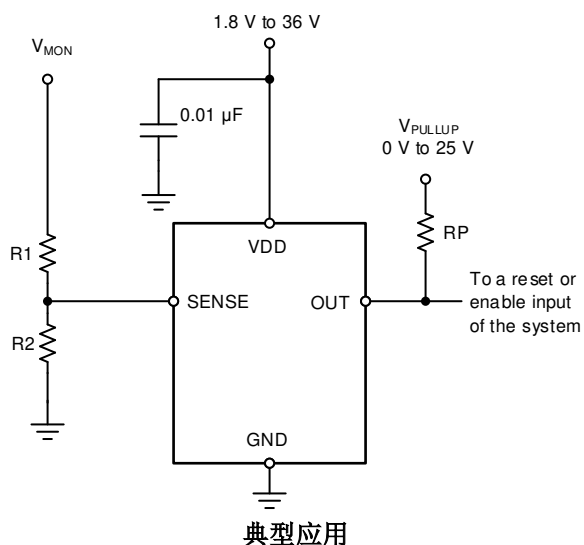 1.8 V to 36 V
VMON
0.01 µF
VPULLUP
0 V to 25 V
RP
VDD
R1
SENSE
OUT
To a reset or
enable input
of the system
R2
GND
典型应用